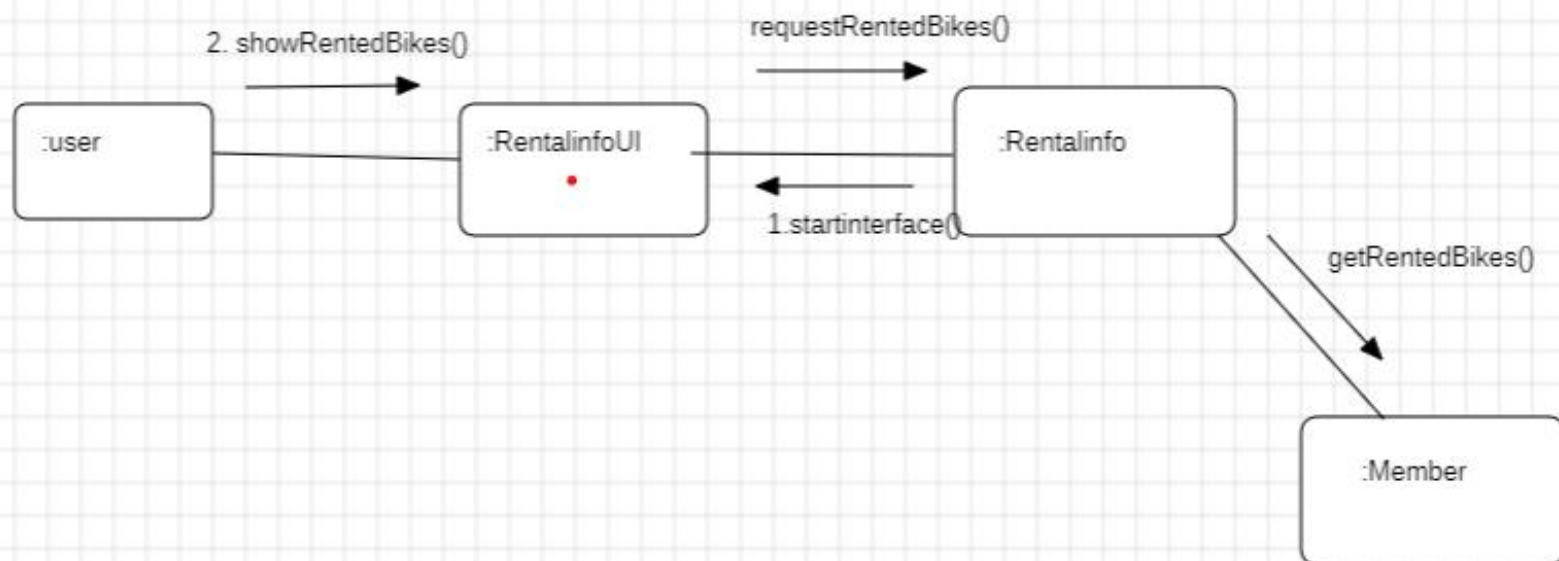 requestRentedBikes()
2. showRentedBikes()
:user
:RentalinfoUI
:Rentalinfo
1.startinterface()
getRentedBikes()
:Member